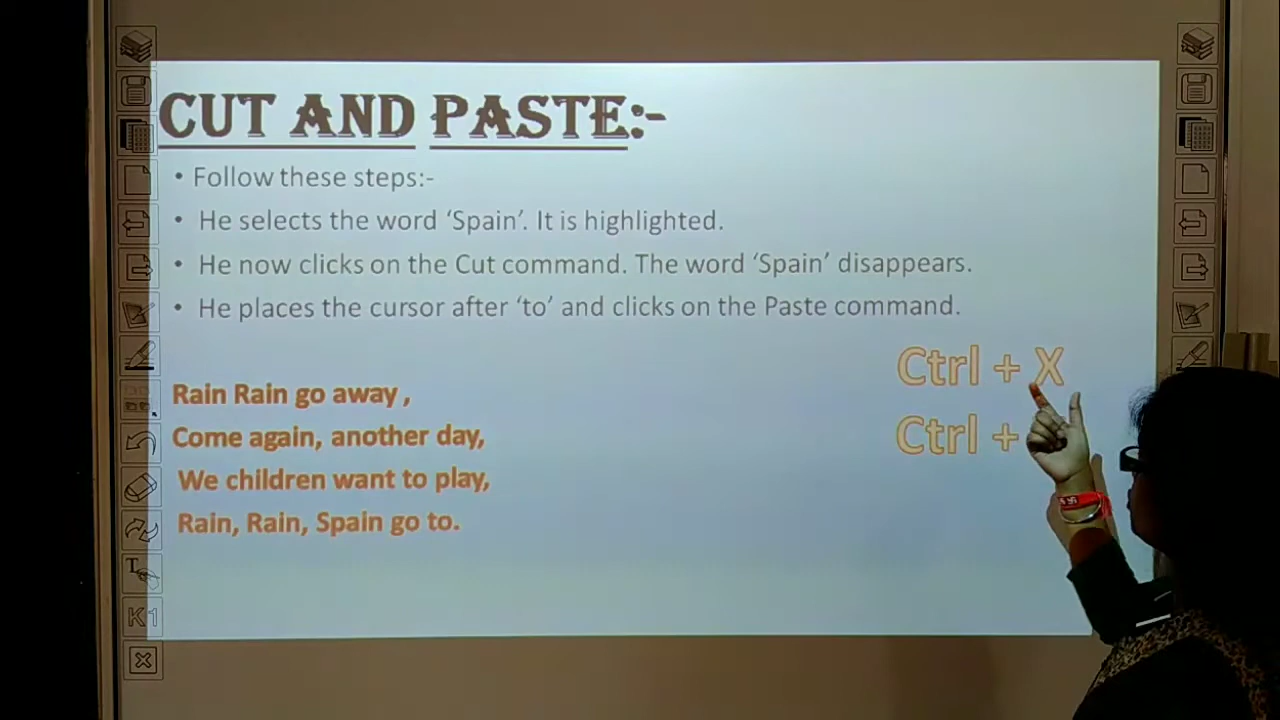 CUT AND PASTE:-
• Follow these steps:-
• He selects the word ‘Spain’. It is highlighted.
• He now clicks on the Cut command. The word ‘Spain’ disappears.
• He places the cursor after ‘to’ and clicks on the Paste command.
Ctrl + X
Ctrl +
Rain Rain go away ,
Come again, another day,
We children want to play,
Rain, Rain, Spain go to.
T
K1